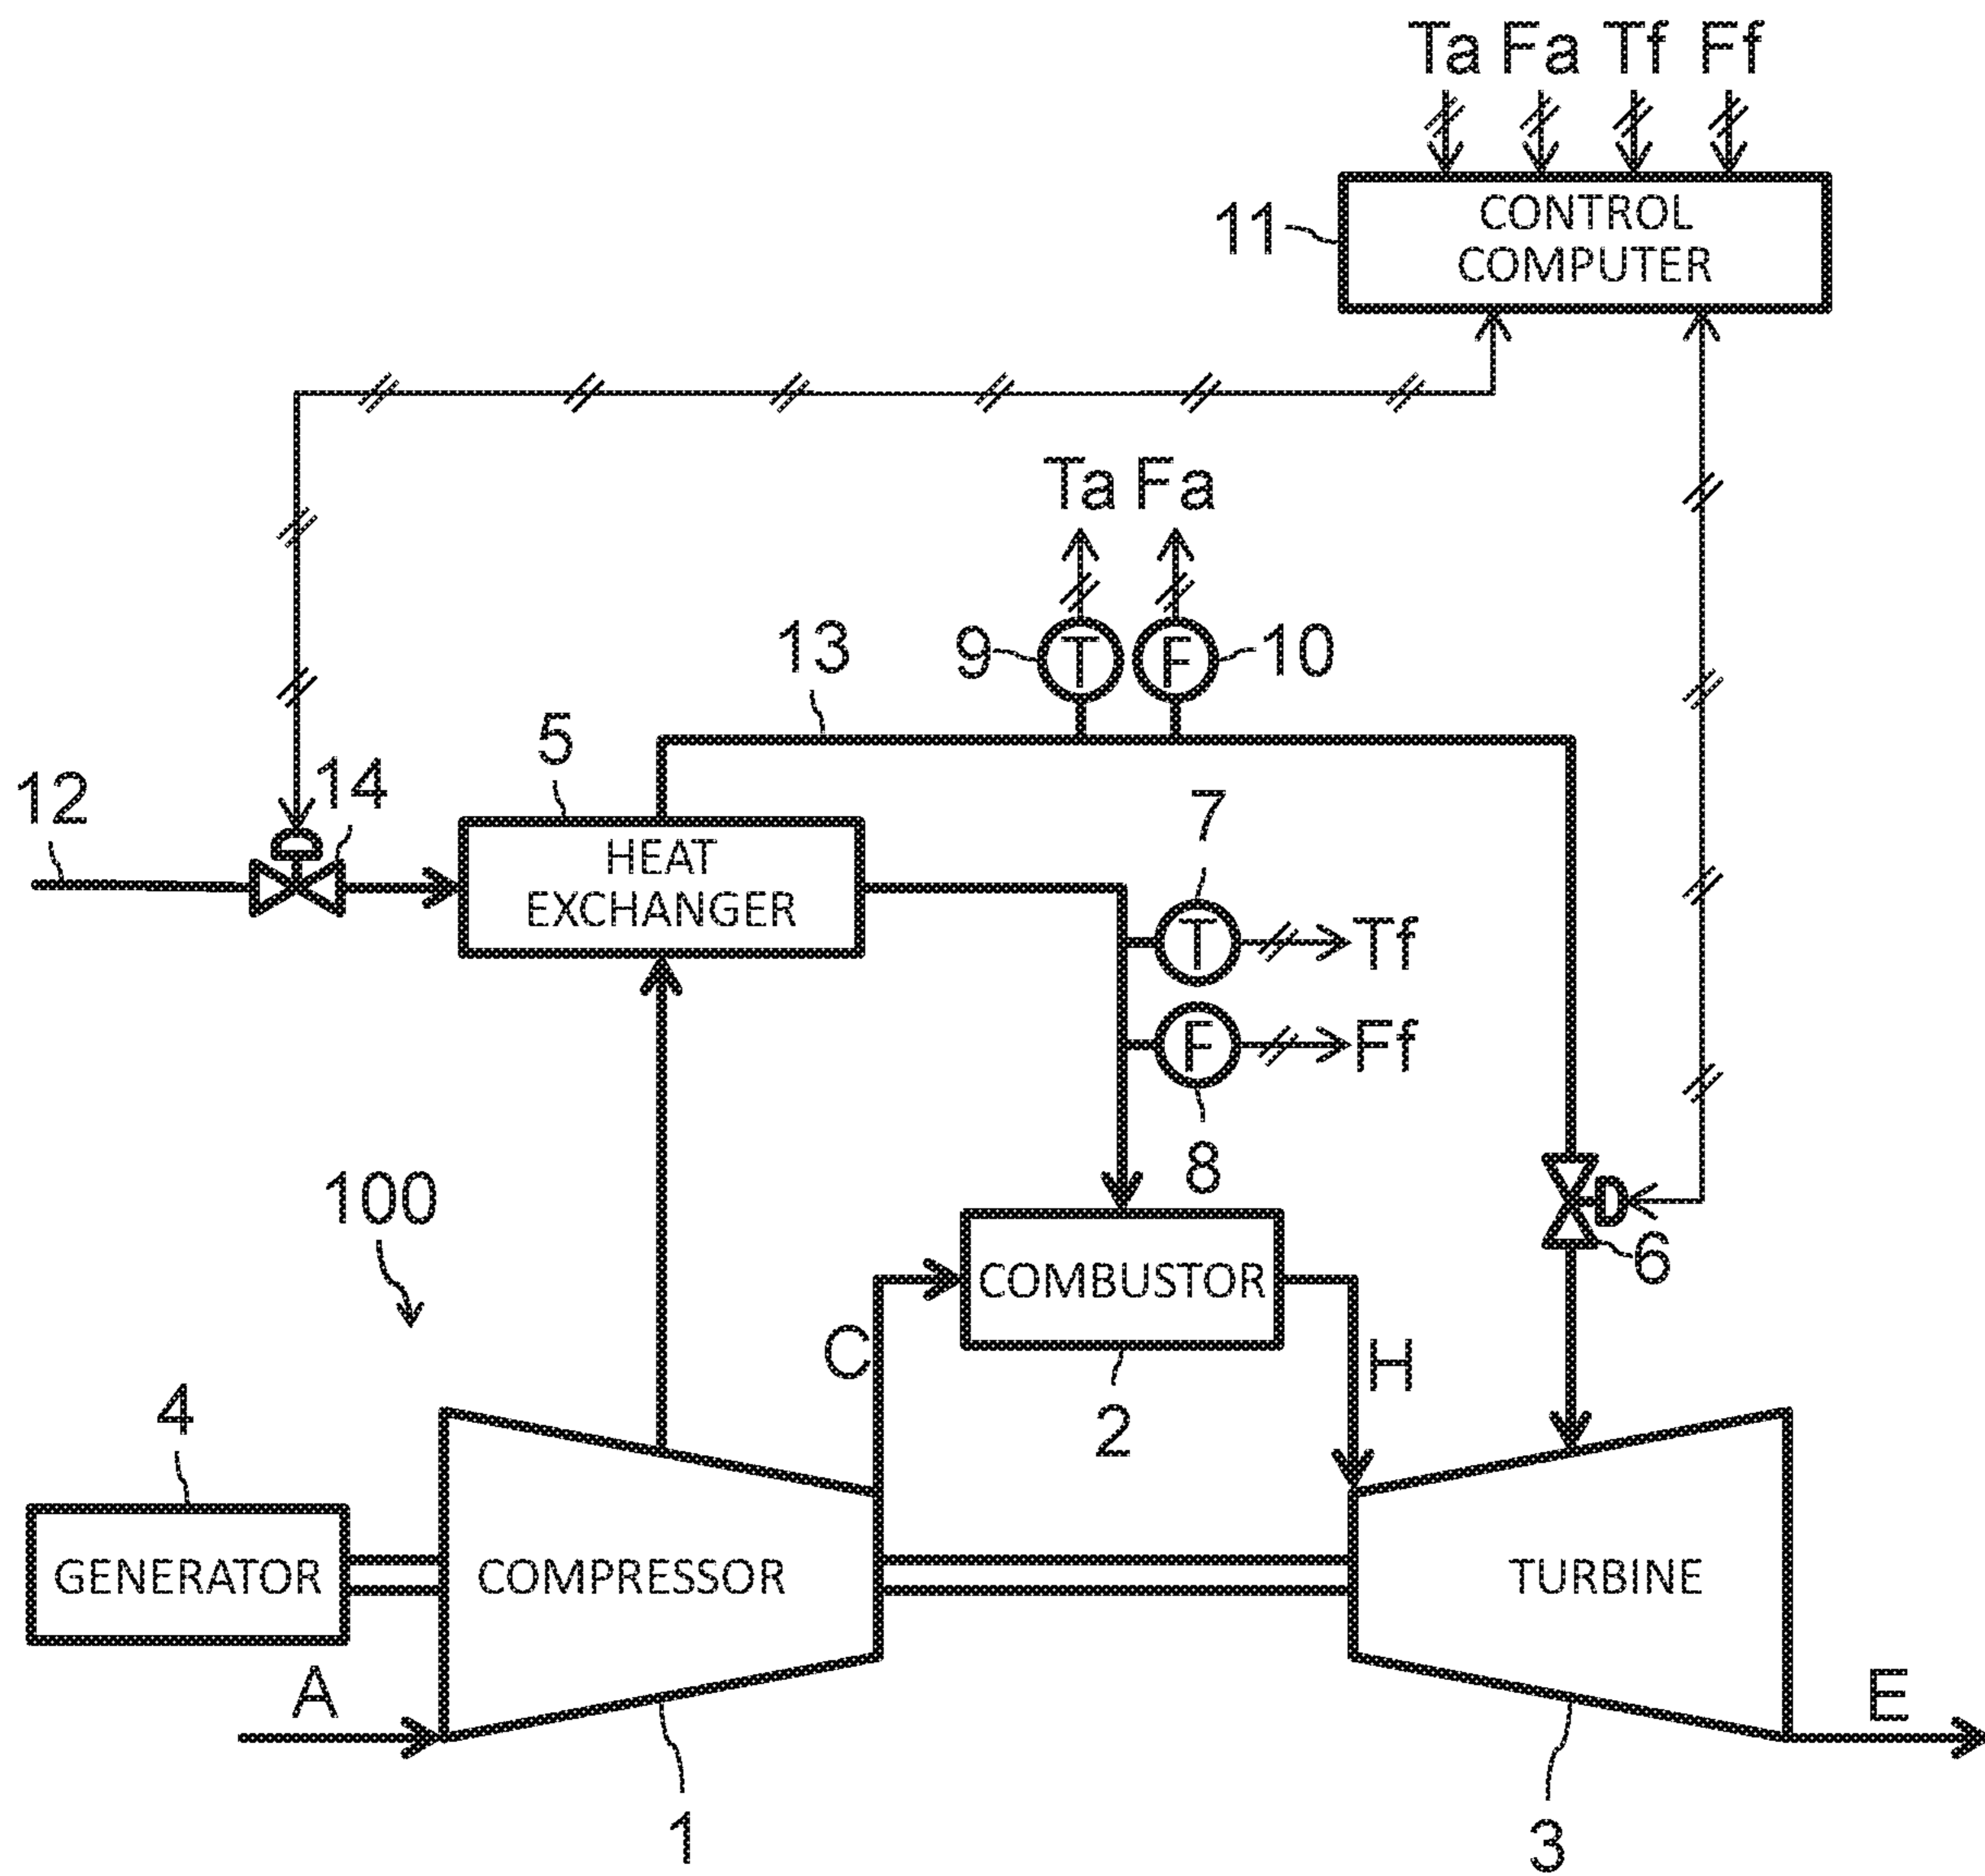 Ta Fa Tf Ff
11
CONTROL
COMPUTER
Ta Fa
9
T
F
10
13
5
12
14
7
HEAT
EXCHANGER
T
Tf
F
Ff
8
100
6
COMBUSTOR
C
H
2
4
GENERATOR
COMPRESSOR
TURBINE
A
E
1
3